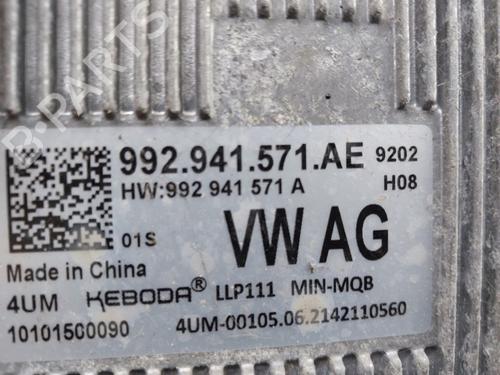 992.941.571.AE 9202
HW:992 941 571 A H08
01S VW AG
Made in China
4UM KEBODA® LLP111 MIN-MQB
10101500090 4UM-00105.06.2142110560
B-PARTS